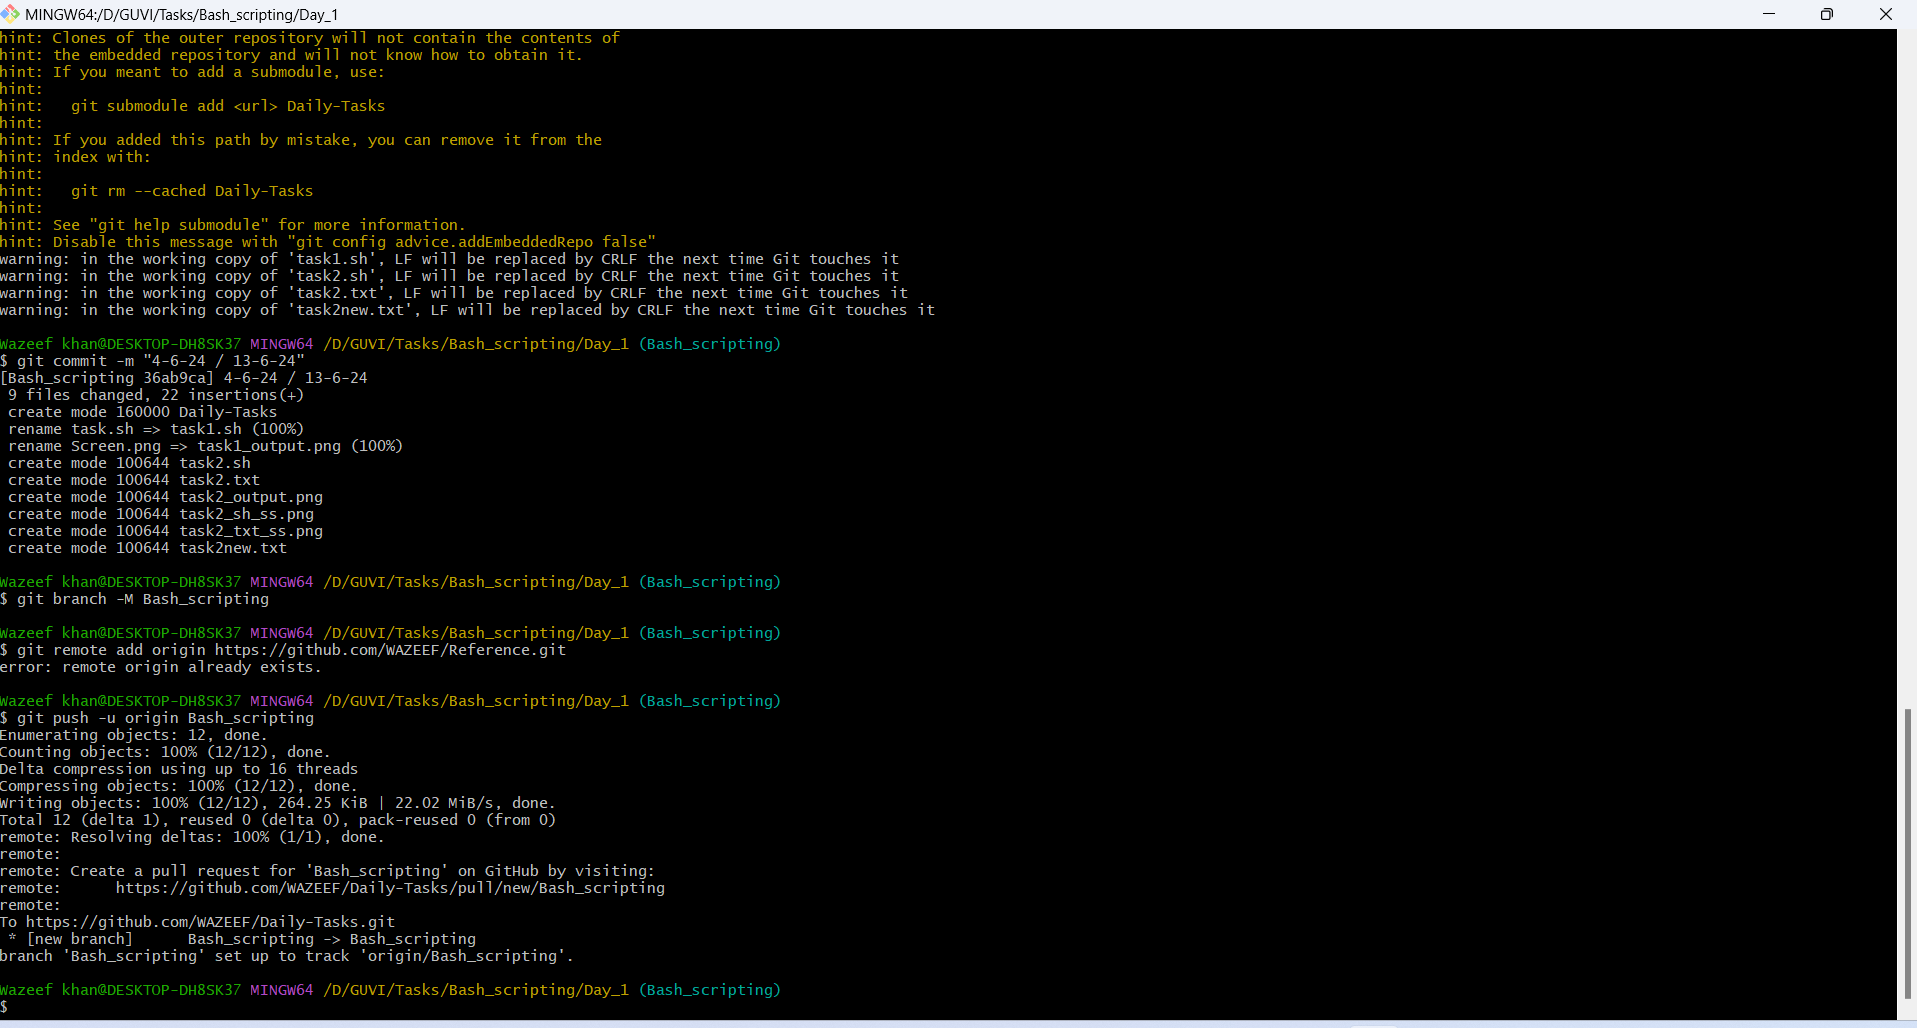 MINGW64:/D/GUVI/Tasks/Bash_scripting/Day_1
hint: Clones of the outer repository will not contain the contents of
hint: the embedded repository and will not know how to obtain it.
hint: If you meant to add a submodule, use:
hint:
hint:   git submodule add <url> Daily-Tasks
hint:
hint: If you added this path by mistake, you can remove it from the
hint: index with:
hint:
hint:   git rm --cached Daily-Tasks
hint:
hint: See "git help submodule" for more information.
hint: Disable this message with "git config advice.addEmbeddedRepo false"
warning: in the working copy of 'task1.sh', LF will be replaced by CRLF the next time Git touches it
warning: in the working copy of 'task2.sh', LF will be replaced by CRLF the next time Git touches it
warning: in the working copy of 'task2.txt', LF will be replaced by CRLF the next time Git touches it
warning: in the working copy of 'task2new.txt', LF will be replaced by CRLF the next time Git touches it
Wazeef khan@DESKTOP-DH8SK37 MINGW64 /D/GUVI/Tasks/Bash_scripting/Day_1 (Bash_scripting)
$ git commit -m "4-6-24 / 13-6-24"
[Bash_scripting 36ab9ca] 4-6-24 / 13-6-24
 9 files changed, 22 insertions(+)
 create mode 160000 Daily-Tasks
 rename task.sh => task1.sh (100%)
 rename Screen.png => task1_output.png (100%)
 create mode 100644 task2.sh
 create mode 100644 task2.txt
 create mode 100644 task2_output.png
 create mode 100644 task2_sh_ss.png
 create mode 100644 task2_txt_ss.png
 create mode 100644 task2new.txt
Wazeef khan@DESKTOP-DH8SK37 MINGW64 /D/GUVI/Tasks/Bash_scripting/Day_1 (Bash_scripting)
$ git branch -M Bash_scripting
Wazeef khan@DESKTOP-DH8SK37 MINGW64 /D/GUVI/Tasks/Bash_scripting/Day_1 (Bash_scripting)
$ git remote add origin https://github.com/WAZEEF/Reference.git
error: remote origin already exists.
Wazeef khan@DESKTOP-DH8SK37 MINGW64 /D/GUVI/Tasks/Bash_scripting/Day_1 (Bash_scripting)
$ git push -u origin Bash_scripting
Enumerating objects: 12, done.
Counting objects: 100% (12/12), done.
Delta compression using up to 16 threads
Compressing objects: 100% (12/12), done.
Writing objects: 100% (12/12), 264.25 KiB | 22.02 MiB/s, done.
Total 12 (delta 1), reused 0 (delta 0), pack-reused 0 (from 0)
remote: Resolving deltas: 100% (1/1), done.
remote:
remote: Create a pull request for 'Bash_scripting' on GitHub by visiting:
remote:      https://github.com/WAZEEF/Daily-Tasks/pull/new/Bash_scripting
remote:
To https://github.com/WAZEEF/Daily-Tasks.git
 * [new branch]      Bash_scripting -> Bash_scripting
branch 'Bash_scripting' set up to track 'origin/Bash_scripting'.
Wazeef khan@DESKTOP-DH8SK37 MINGW64 /D/GUVI/Tasks/Bash_scripting/Day_1 (Bash_scripting)
$